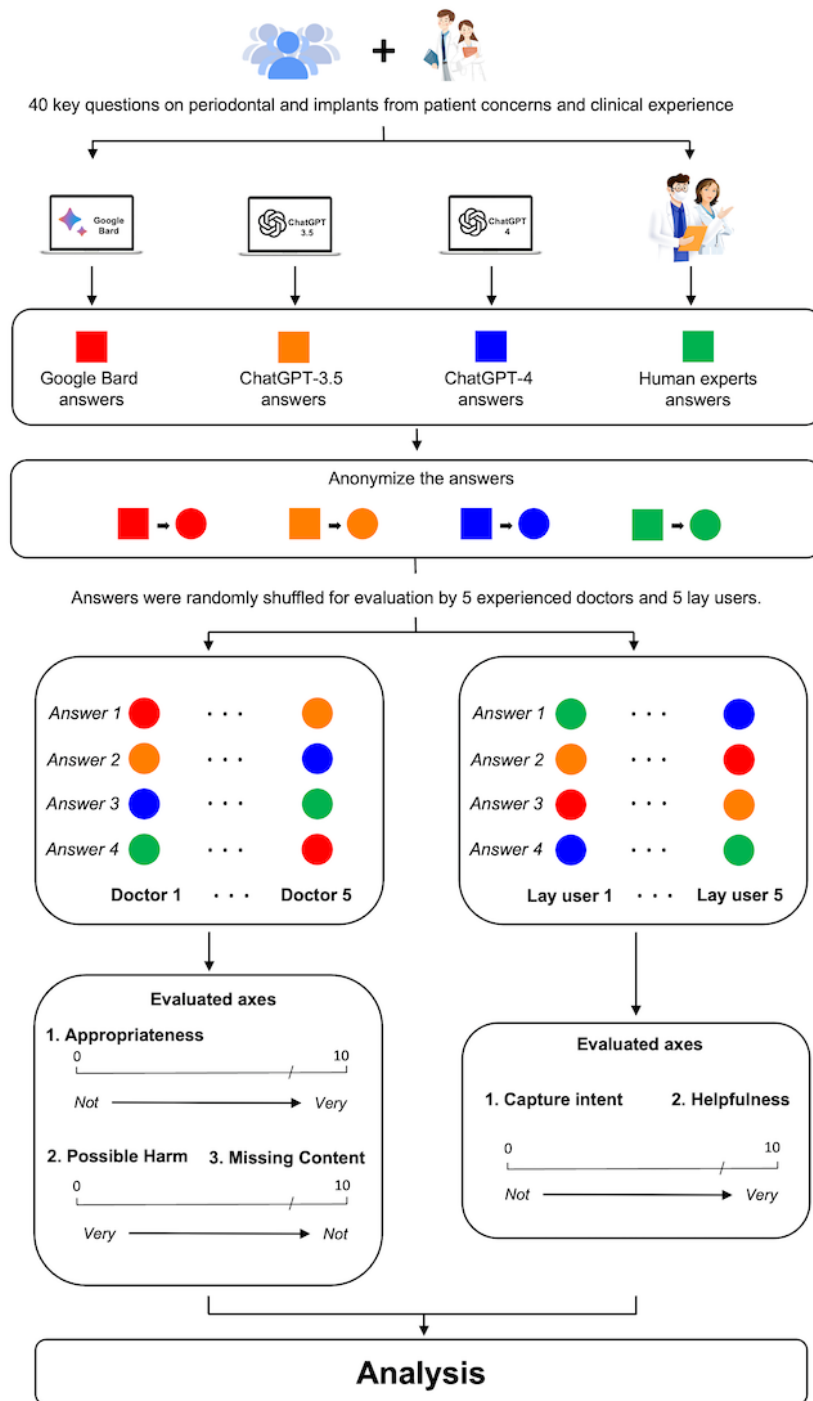 40 key questions on periodontal and implants from patient concerns and clinical experience
Google
Bard
ChatGPT
3.5
ChatGPT
4
Google Bard
answers
ChatGPT-3.5
answers
ChatGPT-4
answers
Human experts
answers
Anonymize the answers
Answers were randomly shuffled for evaluation by 5 experienced doctors and 5 lay users.
Answer 1 . . .
Answer 2 . . .
Answer 3 . . .
Answer 4 . . .
Doctor 1 . . . Doctor 5
Answer 1 . . .
Answer 2 . . .
Answer 3 . . .
Answer 4 . . .
Lay user 1 . . . Lay user 5
Evaluated axes
1. Appropriateness
0 10
Not Very
2. Possible Harm 3. Missing Content
0 10
Very Not
Evaluated axes
1. Capture intent 2. Helpfulness
0 10
Not Very
Analysis